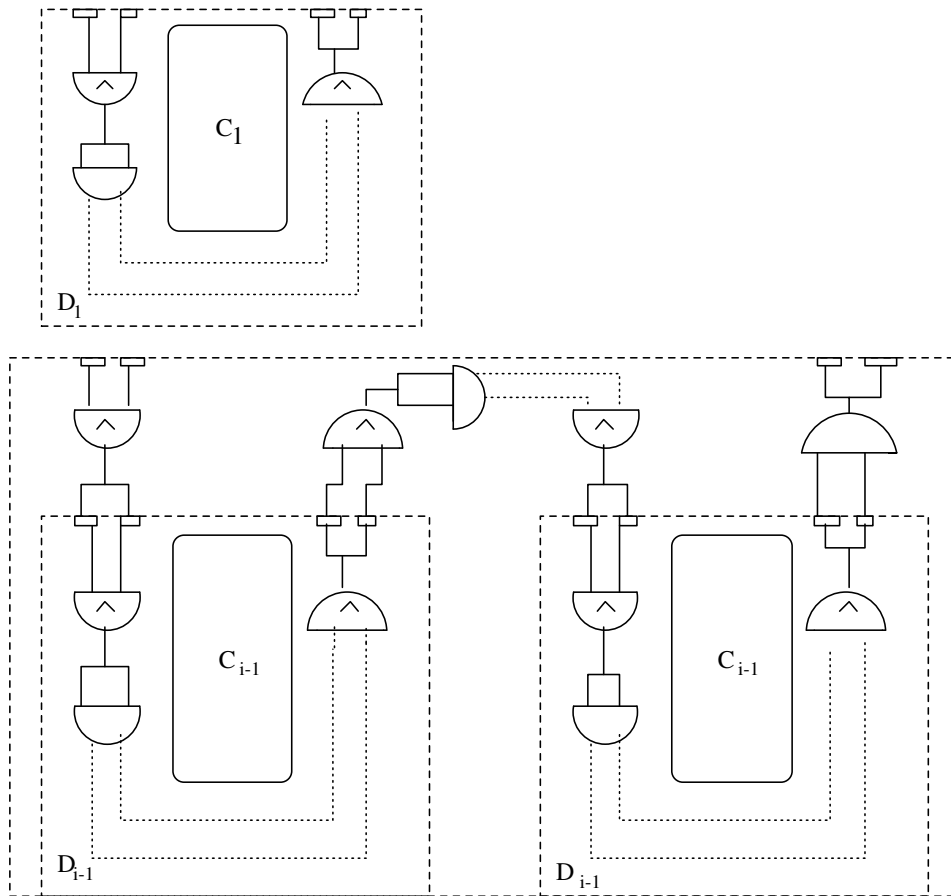 ^ ^
C1
D1
^ ^ ^
^ ^ ^ ^
Ci-1 Ci-1
Di-1 Di-1